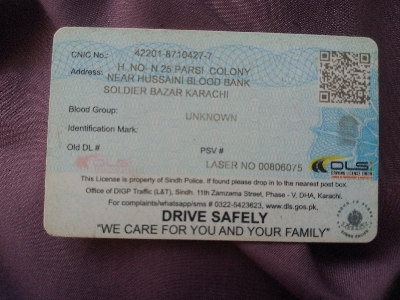 CNIC No.: 42201-8710427-7
Address: H. NO- N 25 PARSI COLONY
NEAR HUSSAINI BLOOD BANK
SOLDIER BAZAR KARACHI
Blood Group: UNKNOWN
Identification Mark:
Old DL # PSV #
LASER NO 00806075
DLS
DLS
DRIVING LICENSE SINDH
This License is property of Sindh Police. If found please drop in to the nearest post box.
Office of DIGP Traffic (L&T), Sindh. 11th Zamzama Street, Phase - V, DHA, Karachi.
For complaints/whatsapp/sms # 0322-5423623, www.dls.gos.pk,
DRIVE SAFELY
"WE CARE FOR YOU AND YOUR FAMILY"